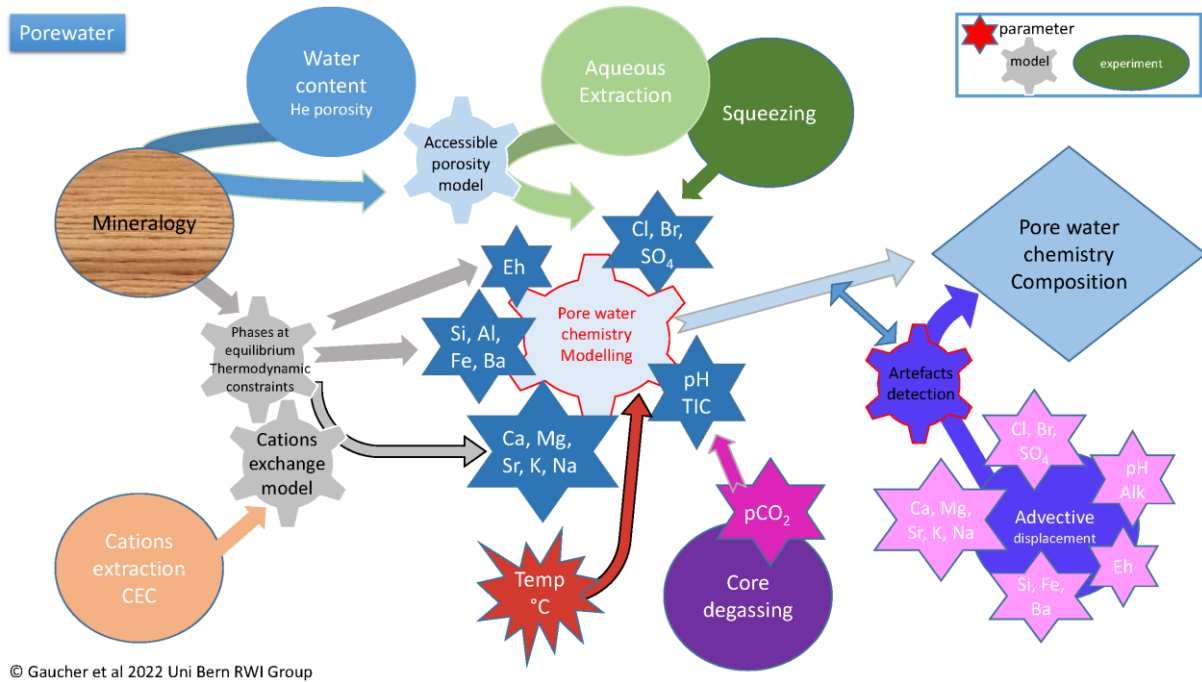 Porewater
parameter
model
experiment
Water
content
He porosity
Aqueous
Extraction
Squeezing
Accessible
porosity
model
Mineralogy
Cl, Br,
SO₄
Eh
Pore water
chemistry
Composition
Pore water
chemistry
Modelling
Si, Al,
Fe, Ba
Phases at
equilibrium
Thermodynamic
constraints
pH
TIC
Artefacts
detection
Cations
exchange
model
Ca, Mg,
Sr, K, Na
Cl, Br,
SO₄
pH
Alk
Ca, Mg,
Sr, K, Na
Advective
displacement
Eh
Si, Fe,
Ba
pCO₂
Cations
extraction
CEC
Temp
°C
Core
degassing
© Gaucher et al 2022 Uni Bern RWI Group